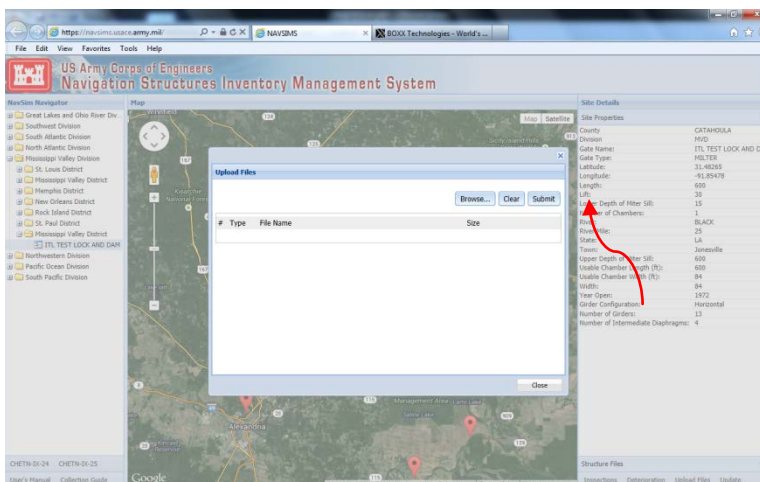 https://navsims.usace.army.mil/
NAVSIMS
BOXX Technologies - World's ...
File Edit View Favorites Tools Help
US Army Corps of Engineers
Navigation Structures Inventory Management System
NavSim Navigator
Great Lakes and Ohio River Div..
Southwest Division
South Atlantic Division
North Atlantic Division
Mississippi Valley Division
St. Louis District
Mississippi Valley District
Memphis District
New Orleans District
Rock Island District
St. Paul District
Mississippi Valley District
ITL TEST LOCK AND DAM
Northwestern Division
Pacific Ocean Division
South Pacific Division
CHETN-IX-24 CHETN-IX-25
User's Manual Collection Guide
Map
Winnfield
Map Satellite
Upload Files
Browse... Clear Submit
# Type File Name Size
Close
Alexandria
Google
Site Details
Site Properties
County CATAHOULA
Division MVD
Gate Name: ITL TEST LOCK AND D
Gate Type: MILTER
Latitude: 31.48265
Longitude: -91.85478
Length: 600
Lift: 30
Lower Depth of Miter Sill: 15
Number of Chambers: 1
River: BLACK
River Mile: 25
State: LA
Town: Jonesville
Upper Depth of Miter Sill: 600
Usable Chamber Length (ft): 600
Usable Chamber Width (ft): 84
Width: 84
Year Open: 1972
Girder Configuration: Horizontal
Number of Girders: 13
Number of Intermediate Diaphragms: 4
Structure Files
Inspections Deterioration Upload Files Update